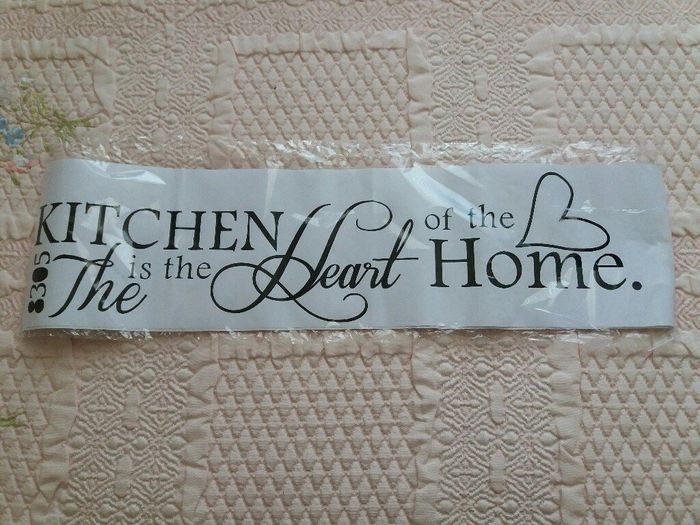 8305
The
KITCHEN
is the
Heart
of the
Home.